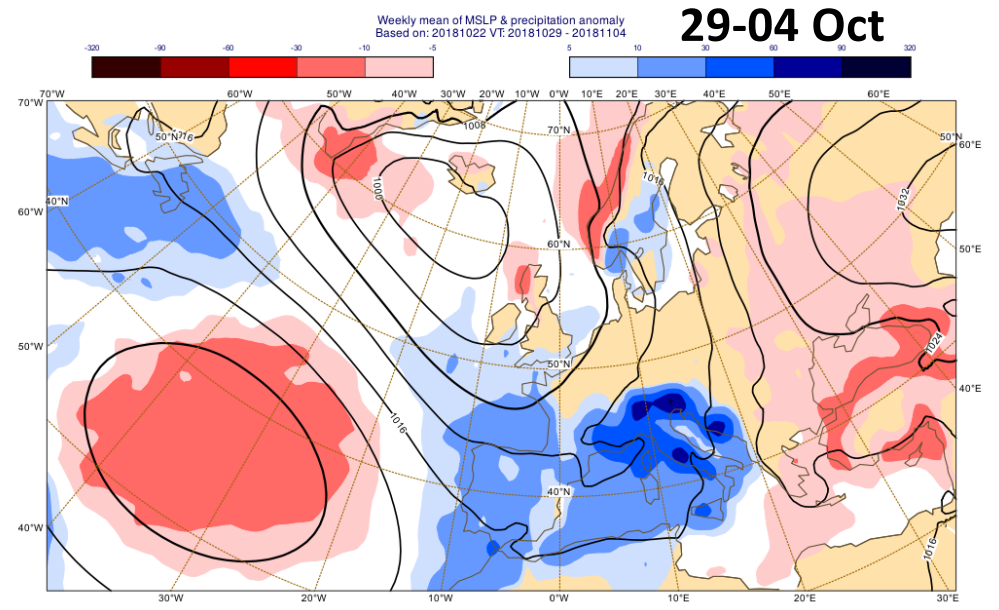 Weekly mean of MSLP & precipitation anomaly
29-04 Oct
Based on: 20181022 VT: 20181029 - 20181104
-320 -90 -60 -30 -10 -5
5 10 30 60 90 320
70°W 60°W 50°W 40°W 30°W 20°W 10°W 0°W 10°E 20°E 30°E 40°E 50°E 60°E
70°W
1008
70°N
50°N 16
50°N
60°E
1016
1000
1032
40°N
60°W
60°N
50°E
1024
50°W
50°N
40°E
1016
40°N
40°W
1016
30°W 20°W 10°W 0°W 10°E 20°E 30°E